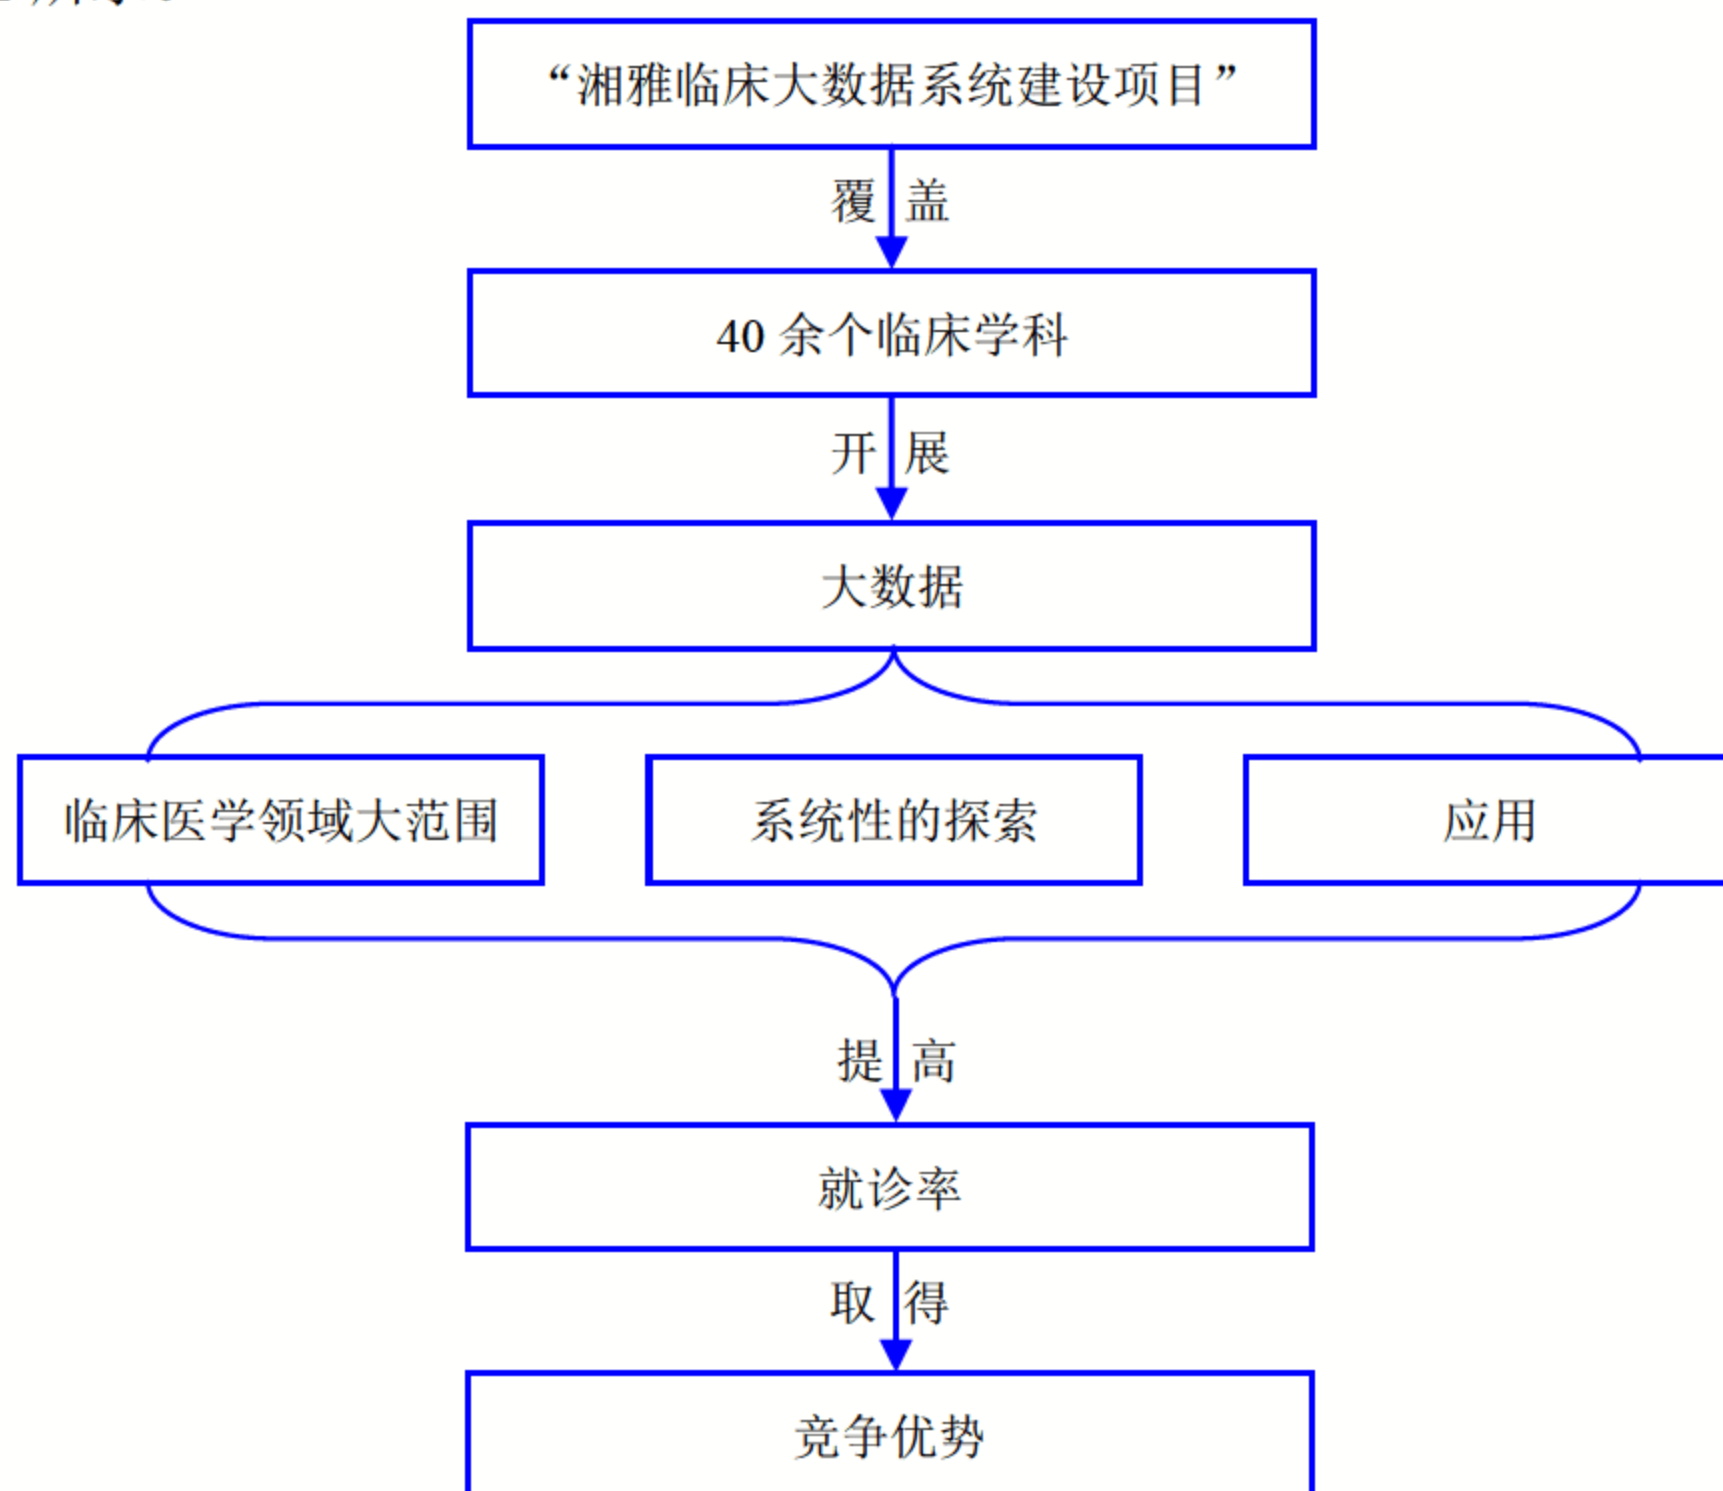 “湘雅临床大数据系统建设项目”
覆 盖
40 余个临床学科
开 展
大数据
临床医学领域大范围
系统性的探索
应用
提 高
就诊率
取 得
竞争优势